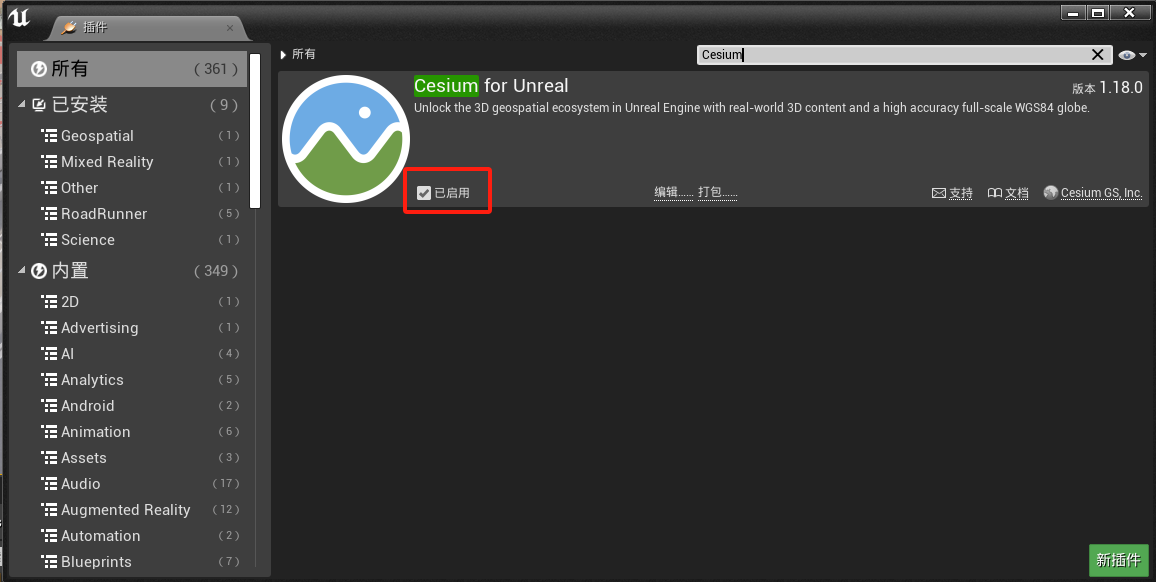 插件
所有 ( 361 )
已安装 ( 9 )
Geospatial ( 1 )
Mixed Reality ( 1 )
Other ( 1 )
RoadRunner ( 5 )
Science ( 1 )
内置 ( 349 )
2D ( 1 )
Advertising ( 1 )
AI ( 4 )
Analytics ( 5 )
Android ( 2 )
Animation ( 6 )
Assets ( 3 )
Audio ( 17 )
Augmented Reality ( 12 )
Automation ( 2 )
Blueprints ( 7 )
所有
Cesium
Cesium for Unreal
版本 1.18.0
Unlock the 3D geospatial ecosystem in Unreal Engine with real-world 3D content and a high accuracy full-scale WGS84 globe.
已启用
编辑...... 打包......
支持 文档 Cesium GS, Inc.
新插件